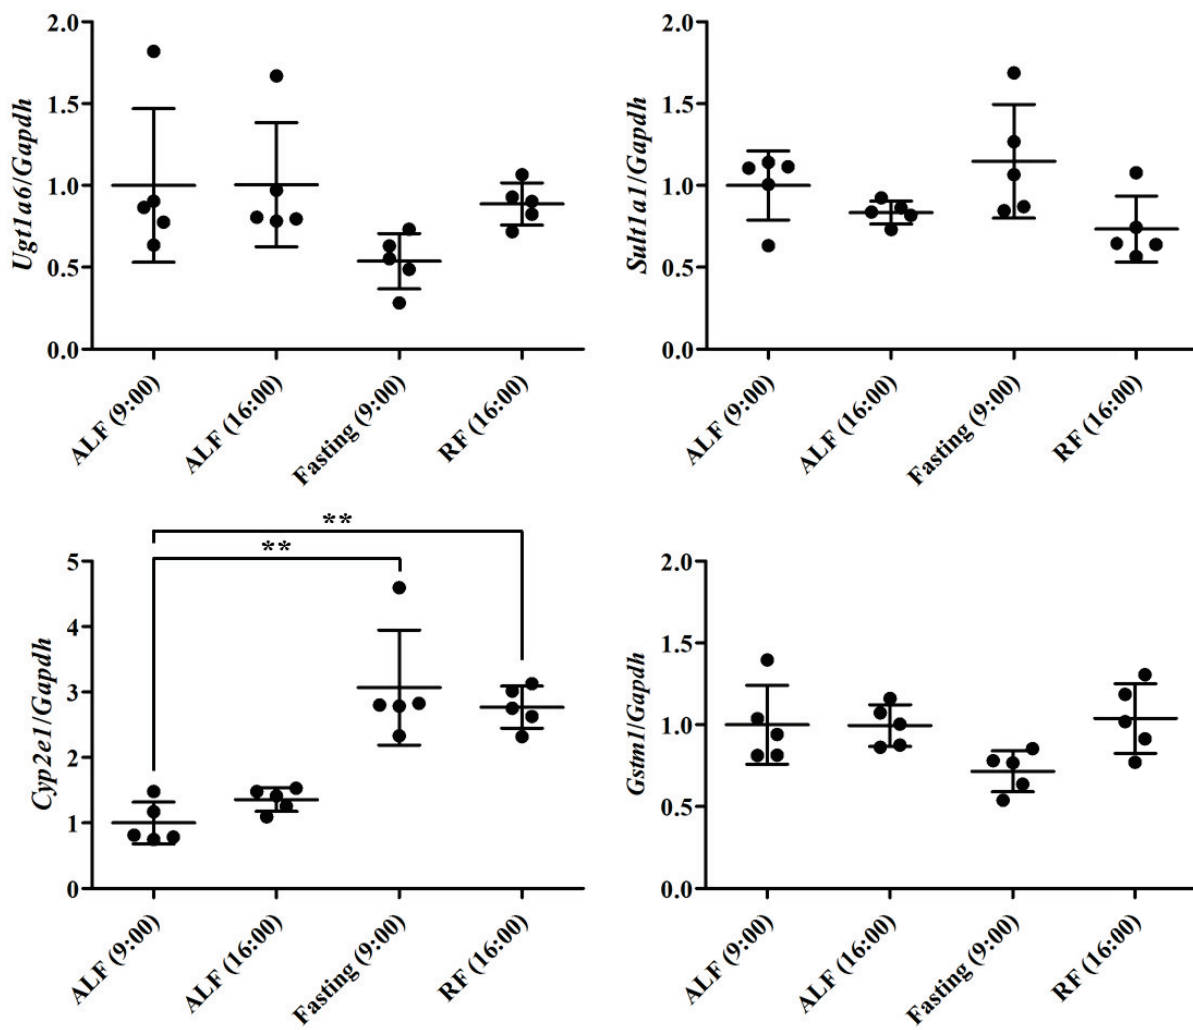 Ugt1a6/Gapdh
2.0
1.5
1.0
0.5
0.0
ALF (9:00)
ALF (16:00)
Fasting (9:00)
RF (16:00)
Sult1a1/Gapdh
2.0
1.5
1.0
0.5
0.0
ALF (9:00)
ALF (16:00)
Fasting (9:00)
RF (16:00)
Cyp2e1/Gapdh
**
**
5
4
3
2
1
0
ALF (9:00)
ALF (16:00)
Fasting (9:00)
RF (16:00)
Gstm1/Gapdh
2.0
1.5
1.0
0.5
0.0
ALF (9:00)
ALF (16:00)
Fasting (9:00)
RF (16:00)